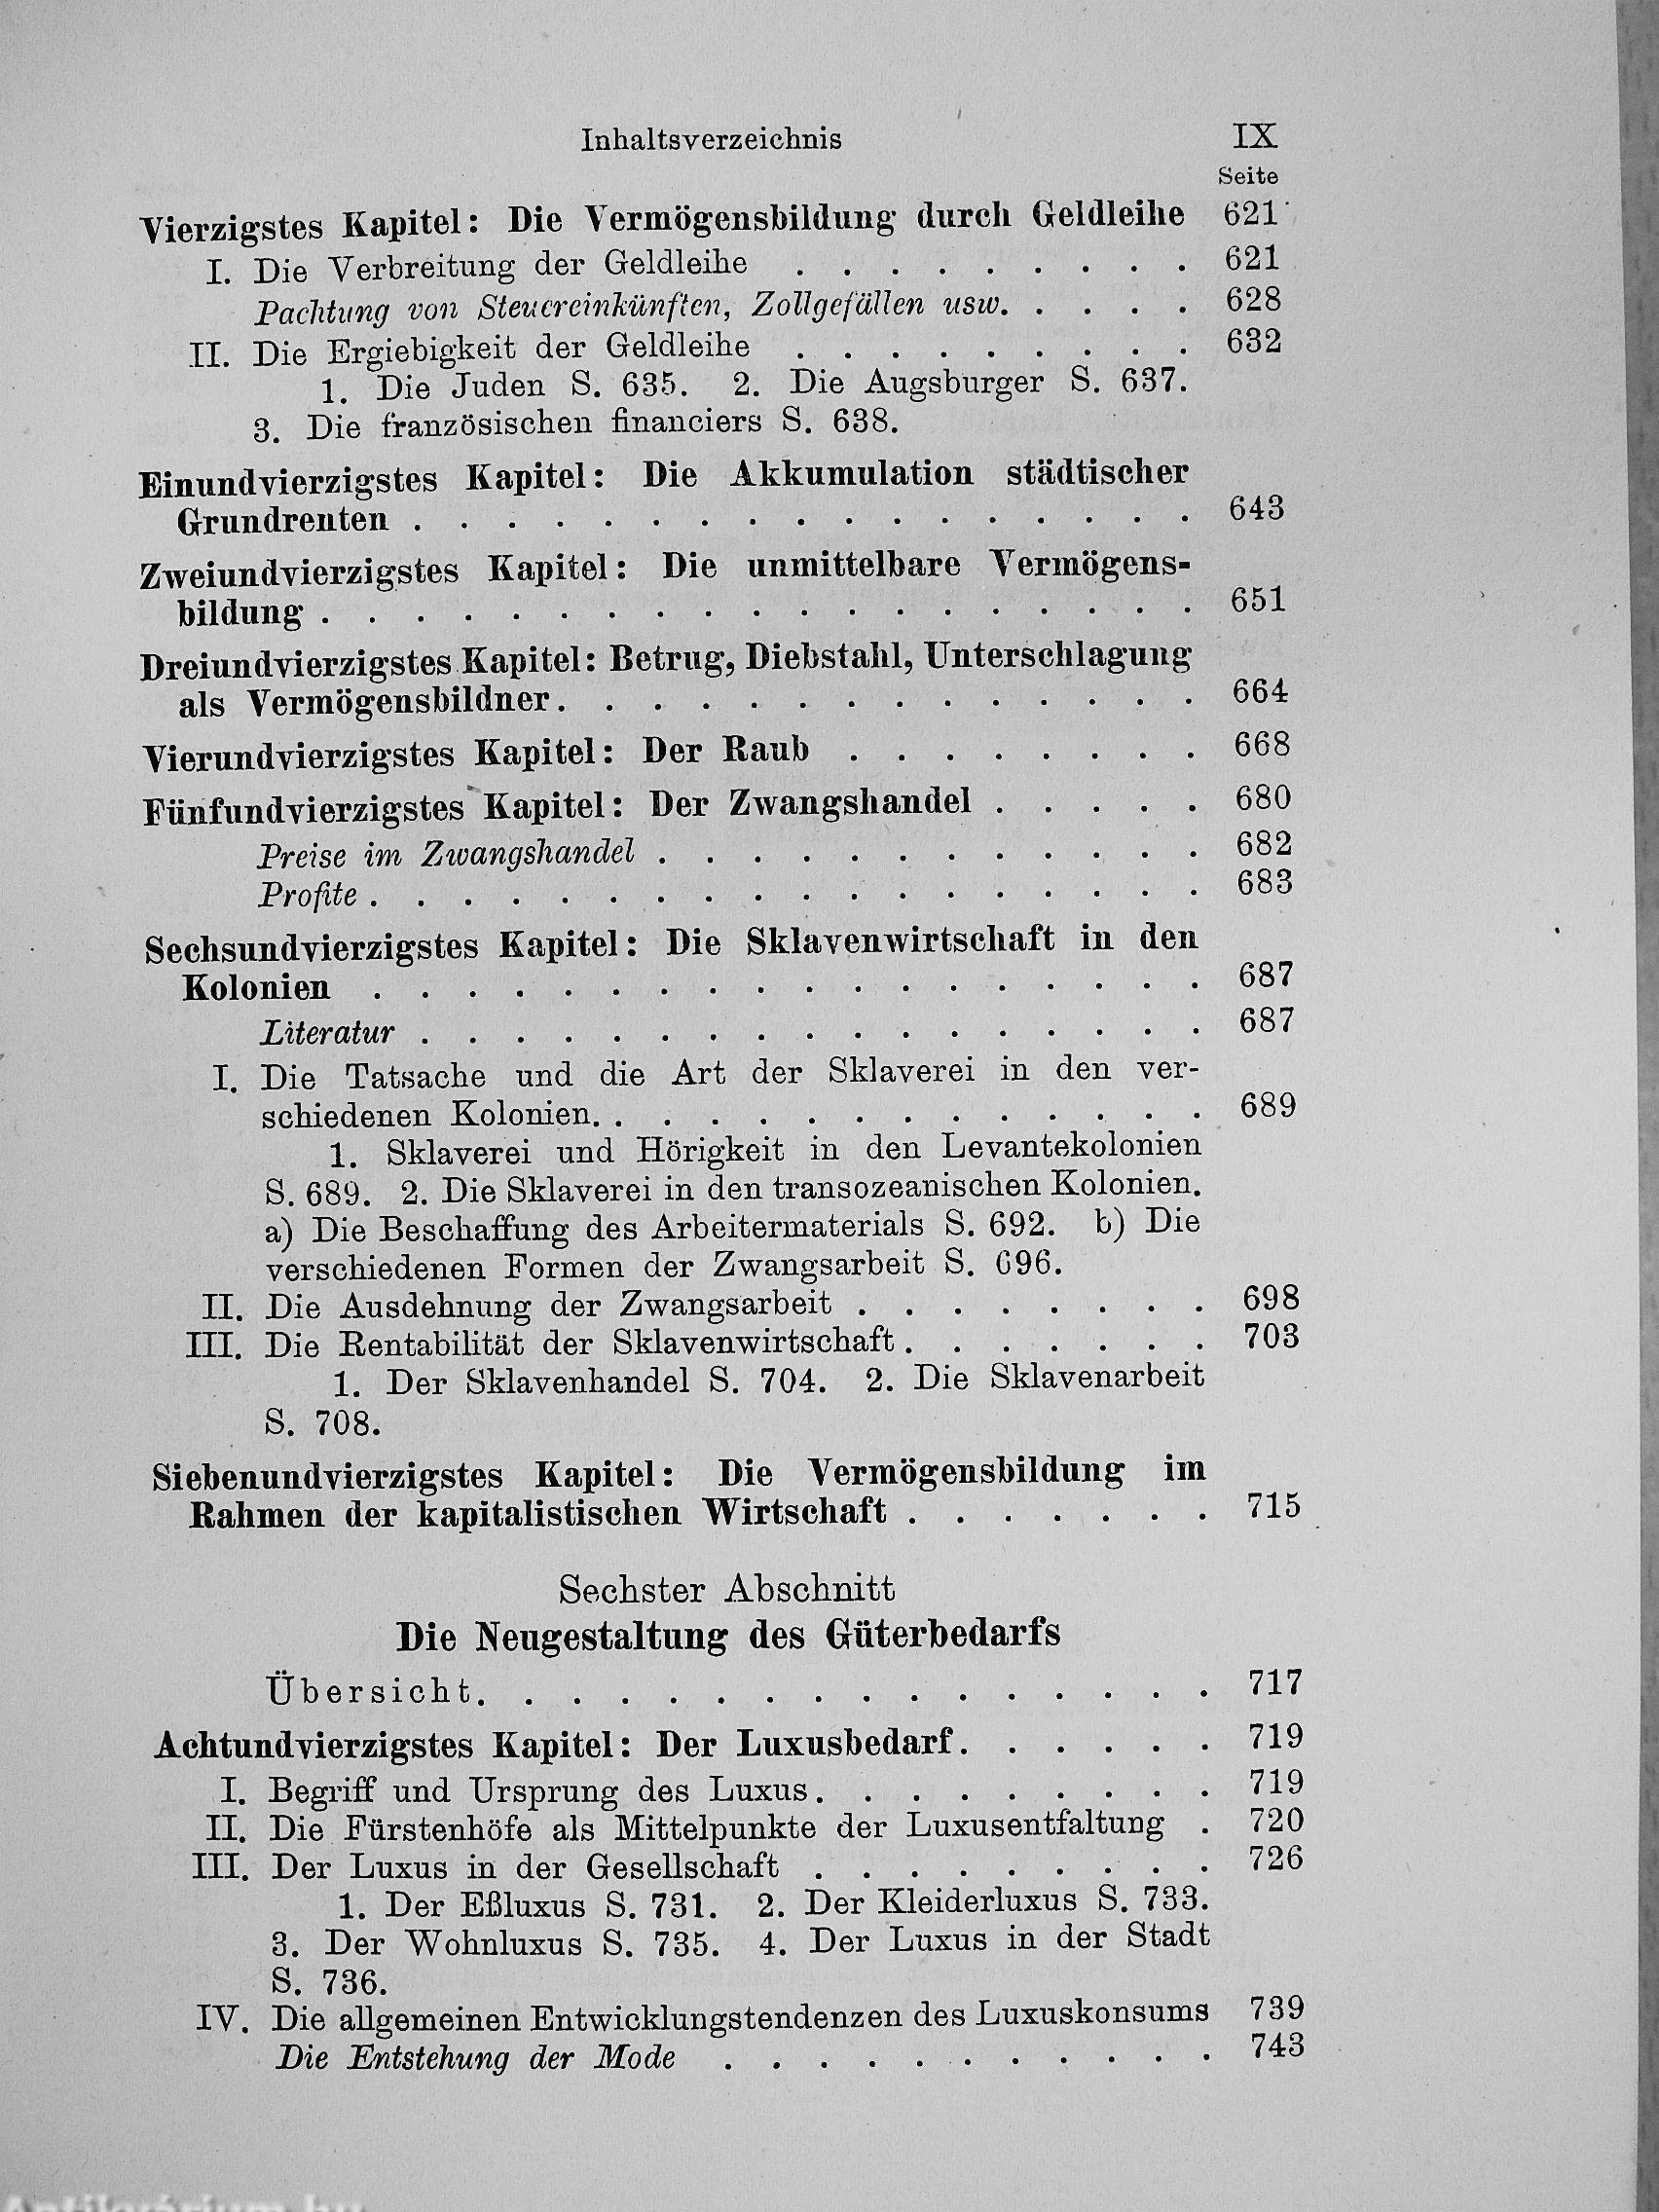 Inhaltsverzeichnis IX
Seite
Vierzigstes Kapitel: Die Vermögensbildung durch Geldleihe 621
I. Die Verbreitung der Geldleihe . . . . . . . . . 621
Pachtung von Steuereinkünften, Zollgefällen usw. . . . . 628
II. Die Ergiebigkeit der Geldleihe . . . . . . . . . 632
1. Die Juden S. 635. 2. Die Augsburger S. 637.
3. Die französischen financiers S. 638.
Einundvierzigstes Kapitel: Die Akkumulation städtischer
Grundrenten . . . . . . . . . . . . . . . . . 643
Zweiundvierzigstes Kapitel: Die unmittelbare Vermögens-
bildung . . . . . . . . . . . . . . . . . . . 651
Dreiundvierzigstes Kapitel: Betrug, Diebstahl, Unterschlagung
als Vermögensbildner. . . . . . . . . . . . . . 664
Vierundvierzigstes Kapitel: Der Raub . . . . . . . . 668
Fünfundvierzigstes Kapitel: Der Zwangshandel . . . . . 680
Preise im Zwangshandel . . . . . . . . . . . . 682
Profite . . . . . . . . . . . . . . . . . . 683
Sechsundvierzigstes Kapitel: Die Sklavenwirtschaft in den
Kolonien . . . . . . . . . . . . . . . . . . 687
Literatur . . . . . . . . . . . . . . . . . 687
I. Die Tatsache und die Art der Sklaverei in den ver-
schiedenen Kolonien. . . . . . . . . . . . . . 689
1. Sklaverei und Hörigkeit in den Levantekolonien
S. 689. 2. Die Sklaverei in den transozeanischen Kolonien.
a) Die Beschaffung des Arbeitermaterials S. 692. b) Die
verschiedenen Formen der Zwangsarbeit S. 696.
II. Die Ausdehnung der Zwangsarbeit . . . . . . . . 698
III. Die Rentabilität der Sklavenwirtschaft . . . . . . . 703
1. Der Sklavenhandel S. 704. 2. Die Sklavenarbeit
S. 708.
Siebenundvierzigstes Kapitel: Die Vermögensbildung im
Rahmen der kapitalistischen Wirtschaft . . . . . . . 715
Sechster Abschnitt
Die Neugestaltung des Güterbedarfs
Übersicht. . . . . . . . . . . . . . . . 717
Achtundvierzigstes Kapitel: Der Luxusbedarf. . . . . . 719
I. Begriff und Ursprung des Luxus. . . . . . . . . 719
II. Die Fürstenhöfe als Mittelpunkte der Luxusentfaltung . 720
III. Der Luxus in der Gesellschaft . . . . . . . . . 726
1. Der Eßluxus S. 731. 2. Der Kleiderluxus S. 733.
3. Der Wohnluxus S. 735. 4. Der Luxus in der Stadt
S. 736.
IV. Die allgemeinen Entwicklungstendenzen des Luxuskonsums 739
Die Entstehung der Mode . . . . . . . . . . . 743